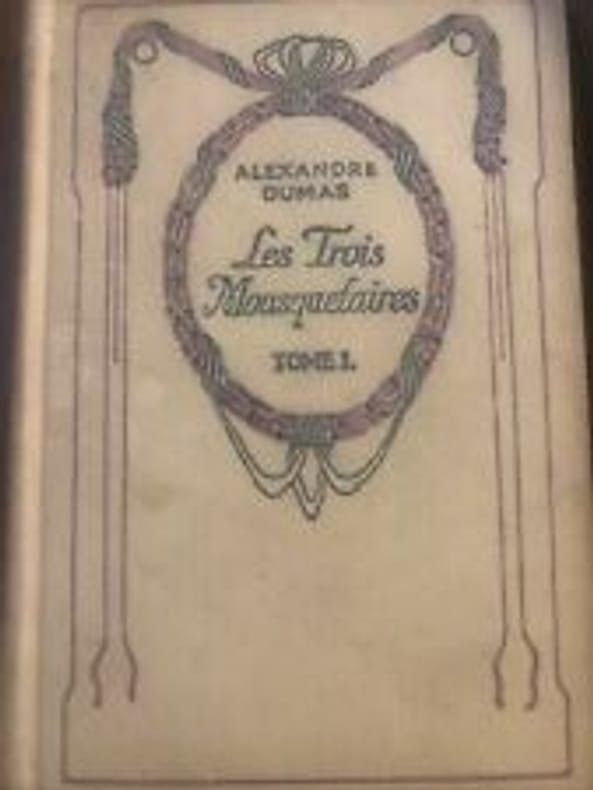 ALEXANDRE
DUMAS
Les Trois
Mousquetaires
TOME I.